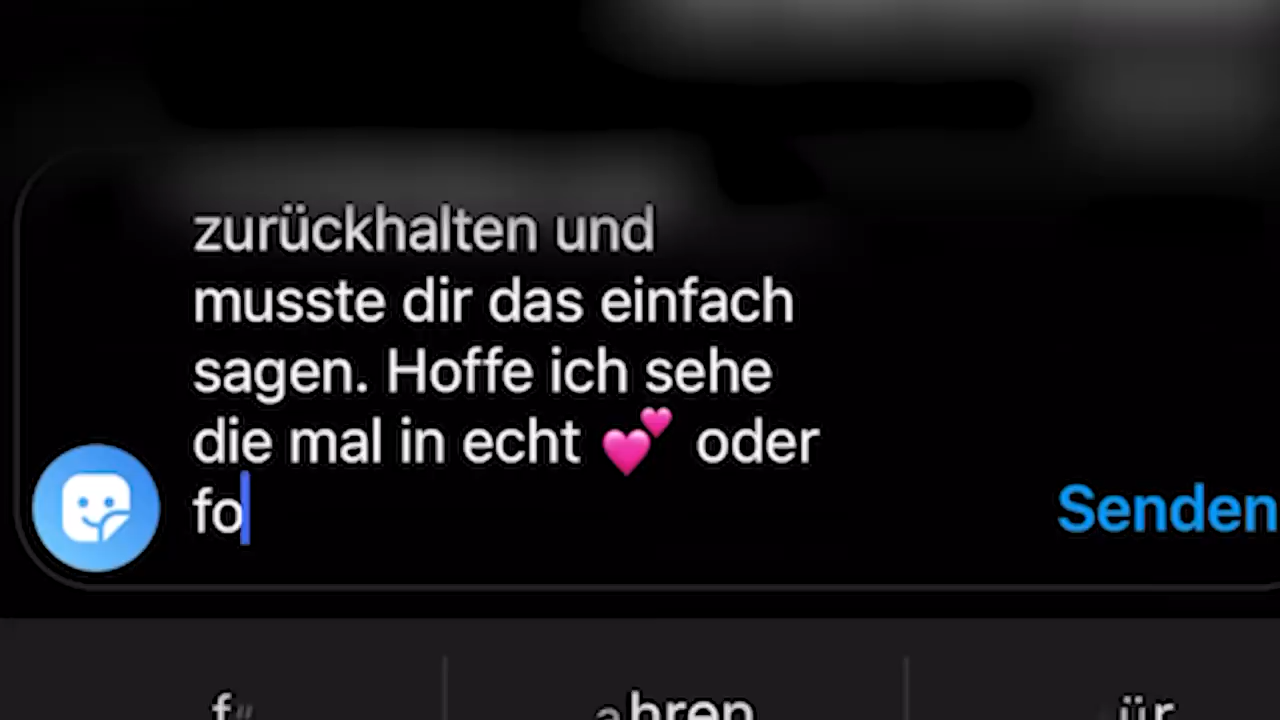 zurückhalten und
musste dir das einfach
sagen. Hoffe ich sehe
die mal in echt 💕 oder
fo
Senden